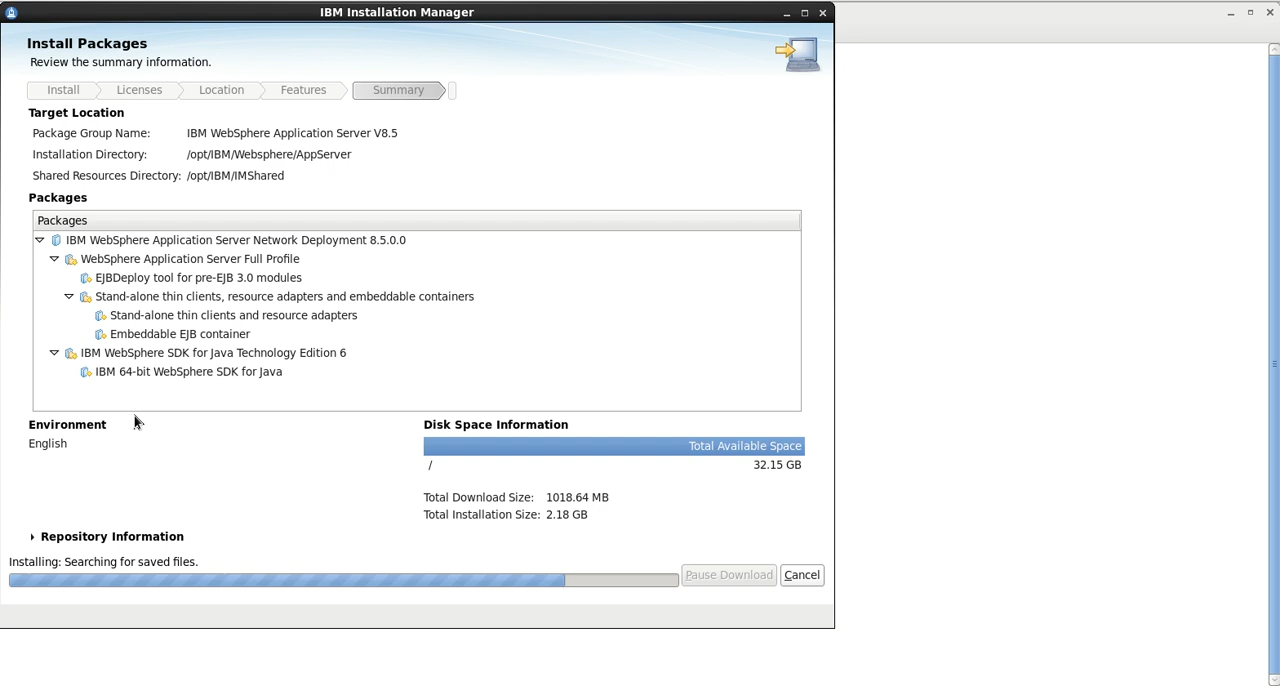 IBM Installation Manager
Install Packages
Review the summary information.
Install Licenses Location Features Summary
Target Location
Package Group Name: IBM WebSphere Application Server V8.5
Installation Directory: /opt/IBM/Websphere/AppServer
Shared Resources Directory: /opt/IBM/IMShared
Packages
Packages
IBM WebSphere Application Server Network Deployment 8.5.0.0
WebSphere Application Server Full Profile
EJBDeploy tool for pre-EJB 3.0 modules
Stand-alone thin clients, resource adapters and embeddable containers
Stand-alone thin clients and resource adapters
Embeddable EJB container
IBM WebSphere SDK for Java Technology Edition 6
IBM 64-bit WebSphere SDK for Java
Environment
English
Disk Space Information
Total Available Space
/ 32.15 GB
Total Download Size: 1018.64 MB
Total Installation Size: 2.18 GB
Repository Information
Installing: Searching for saved files.
Pause Download Cancel